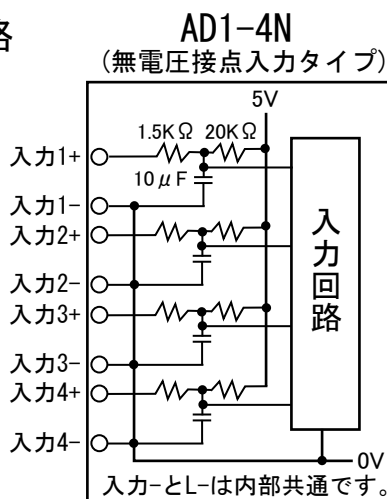 路
AD1-4N
(無電圧接点入力タイプ)
5V
1.5KΩ 20KΩ
入力1+
10μF
入力1-
入力2+
入力2-
入力3+
入力3-
入力4+
入力4-
入力回路
0V
入力-とL-は内部共通です。